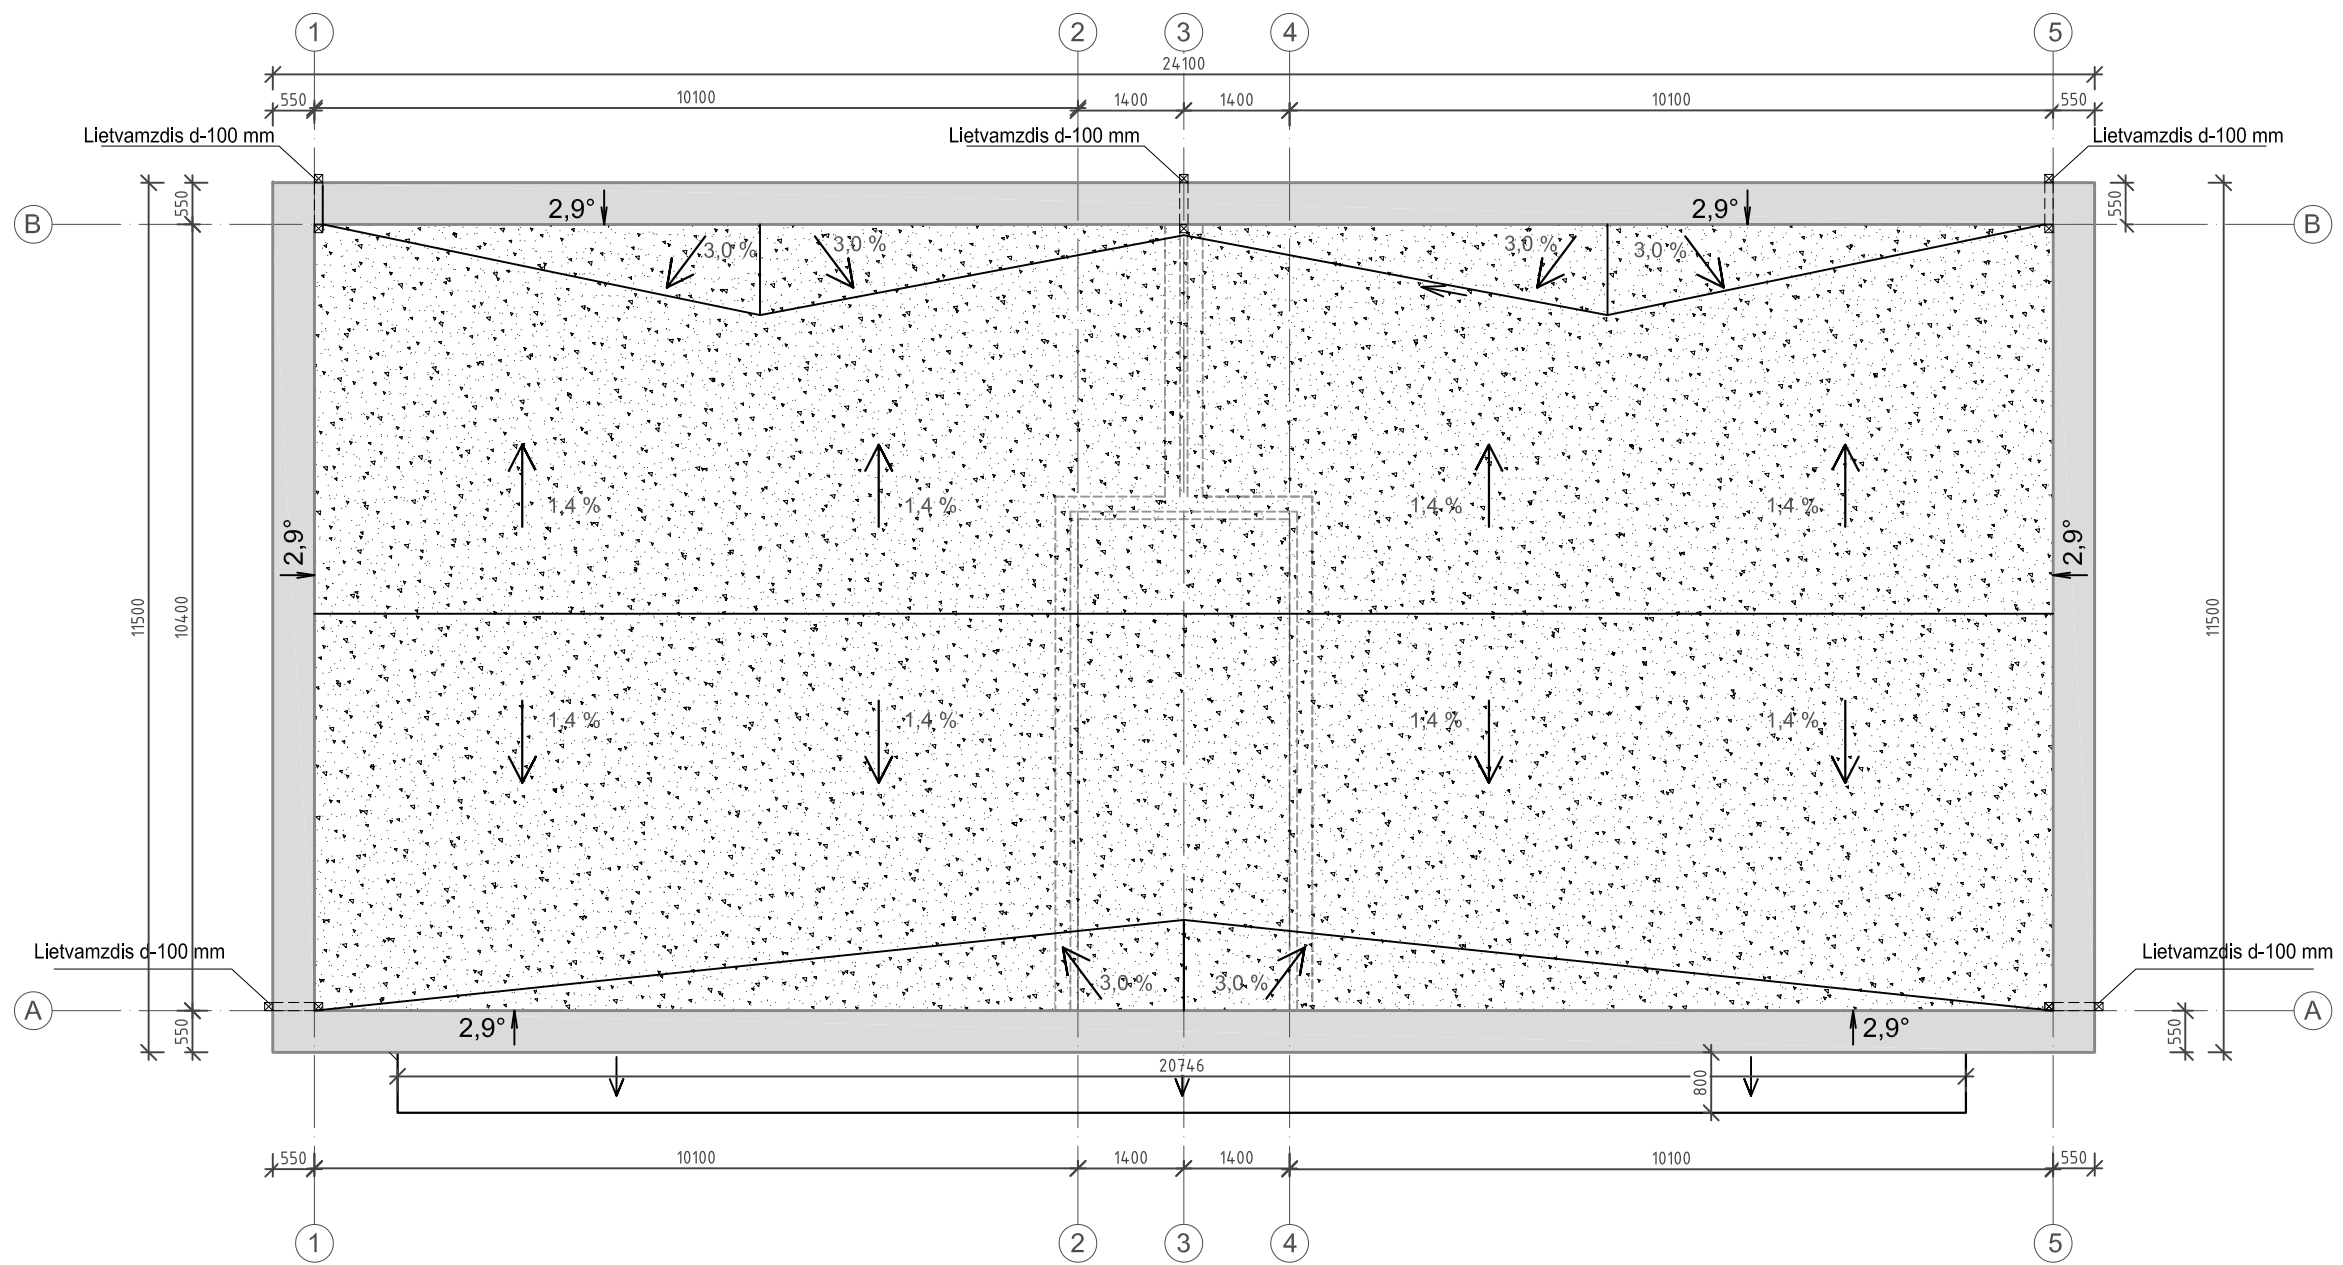 1 2 3 4 5
24100
550 10100 1400 1400 10100 550
Lietvamzdis d-100 mm Lietvamzdis d-100 mm Lietvamzdis d-100 mm
550 2,9° 2,9° 550
B B
3,0 % 3,0 % 3,0 % 3,0 %
1,4 % 1,4 % 1,4 % 1,4 %
2,9° 2,9°
11500 10400 11500
1,4 % 1,4 % 1,4 % 1,4 %
Lietvamzdis d-100 mm Lietvamzdis d-100 mm
3,0 % 3,0 %
A A
550 2,9° 2,9° 550
20746 800
550 10100 1400 1400 10100 550
1 2 3 4 5